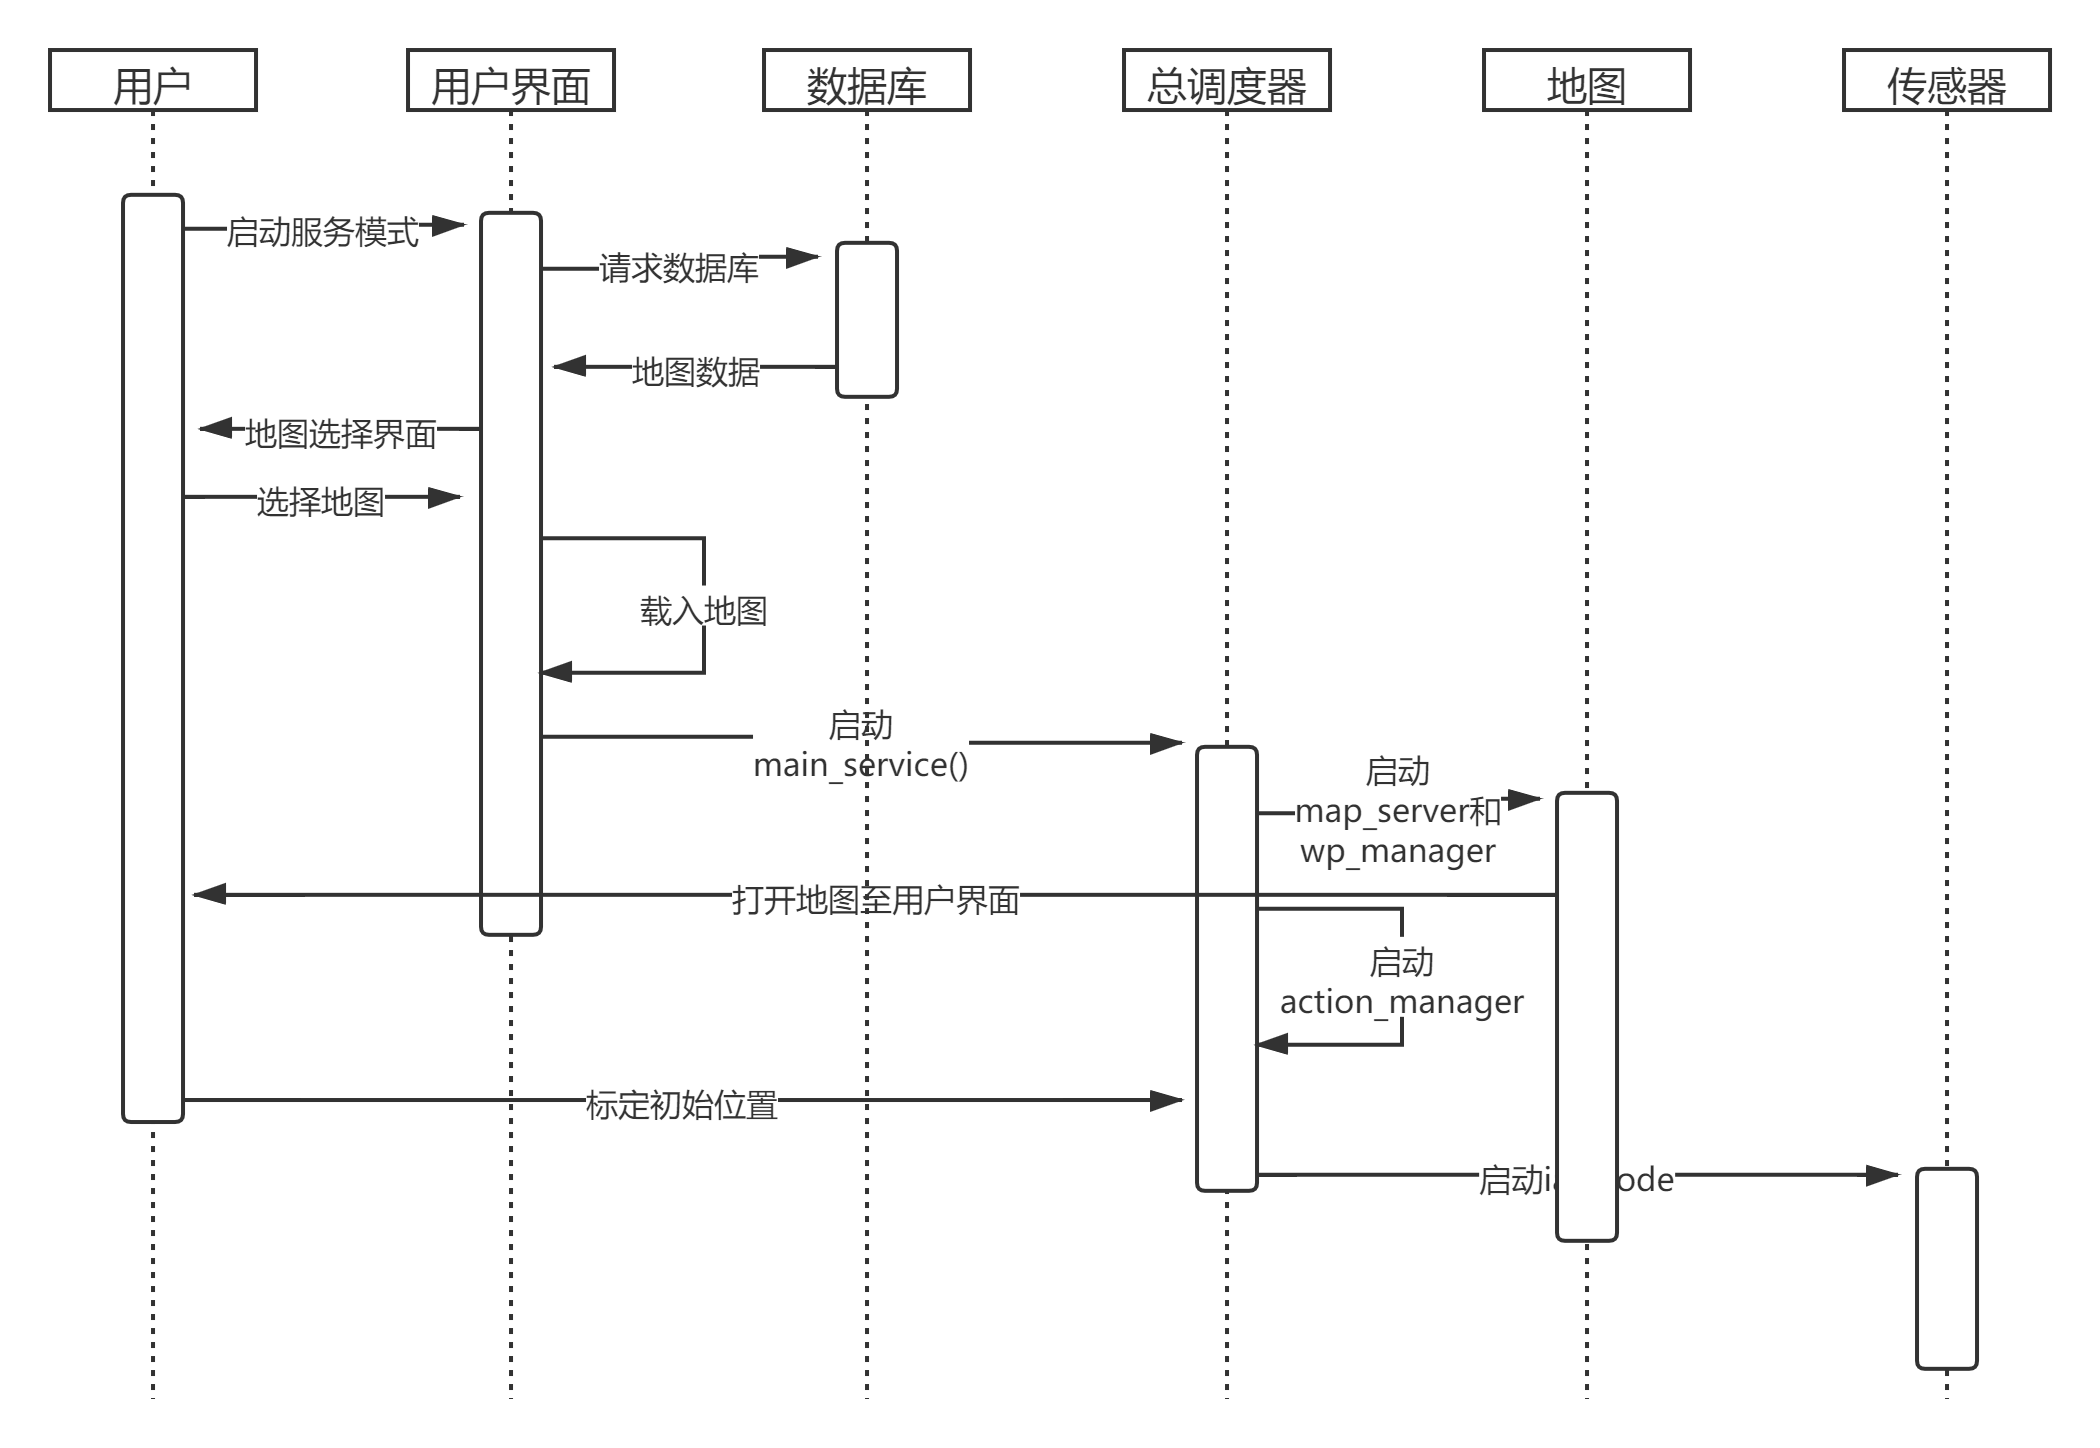 用户
用户界面
数据库
总调度器
地图
传感器
启动服务模式
请求数据库
地图数据
地图选择界面
选择地图
载入地图
启动
main_service()
启动
map_server和
wp_manager
打开地图至用户界面
启动
action_manager
标定初始位置
启动